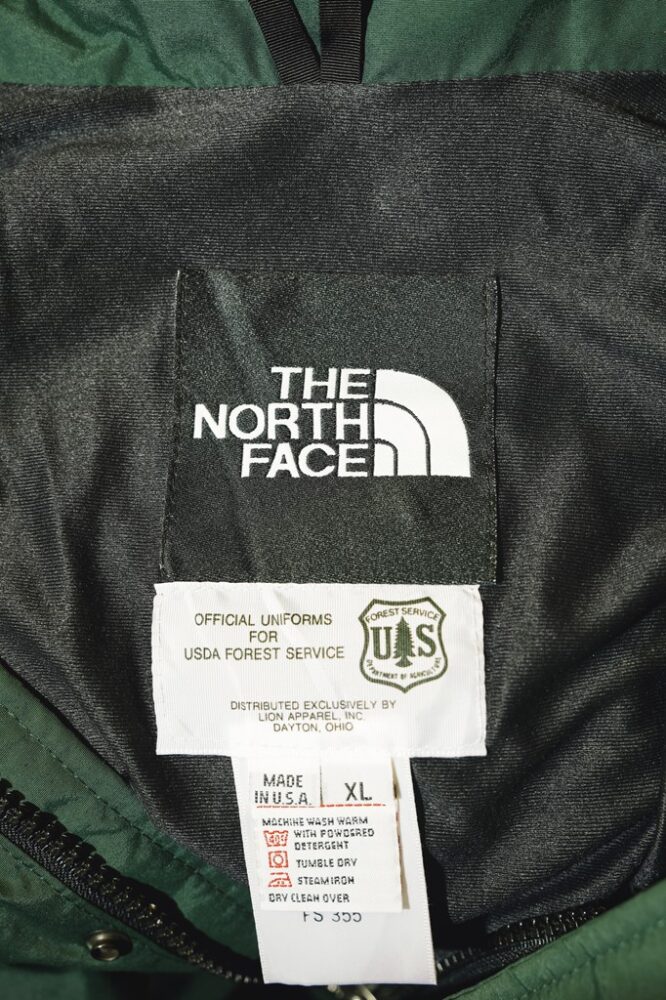 THE
NORTH
FACE
OFFICIAL UNIFORMS
FOR
USDA FOREST SERVICE
FOREST SERVICE
U S
DEPARTMENT OF AGRICULTURE
DISTRIBUTED EXCLUSIVELY BY
LION APPAREL, INC.
DAYTON, OHIO
MADE
IN U.S.A.
XL
MACHINE WASH WARM
WITH POWDERED
DETERGENT
TUMBLE DRY
STEAM IRON
DRY CLEAN OVER
FS 355